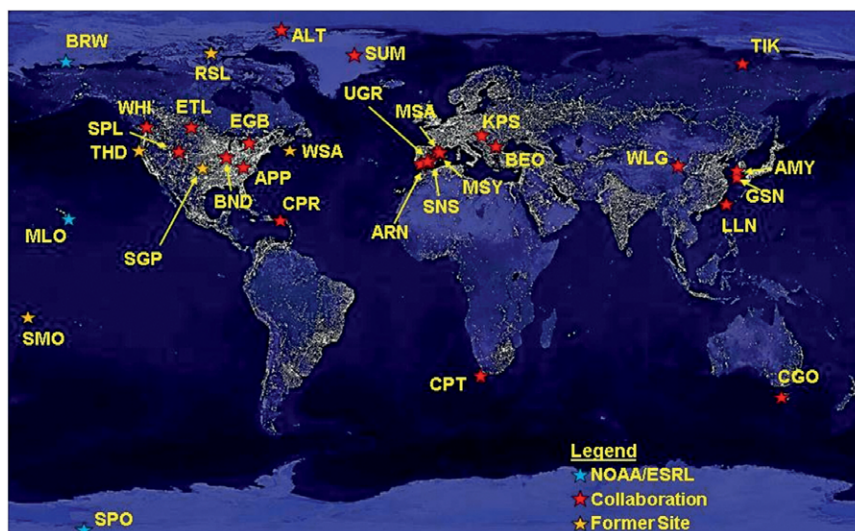 ALT
BRW
SUM
TIK
RSL
UGR
MSA
WHI
ETL
EGB
KPS
SPL
THD
WSA
BEO
WLG
AMY
APP
GSN
BND
CPR
SNS
MSY
ARN
LLN
MLO
SGP
SMO
CPT
CGO
Legend
NOAA/ESRL
Collaboration
Former Site
SPO